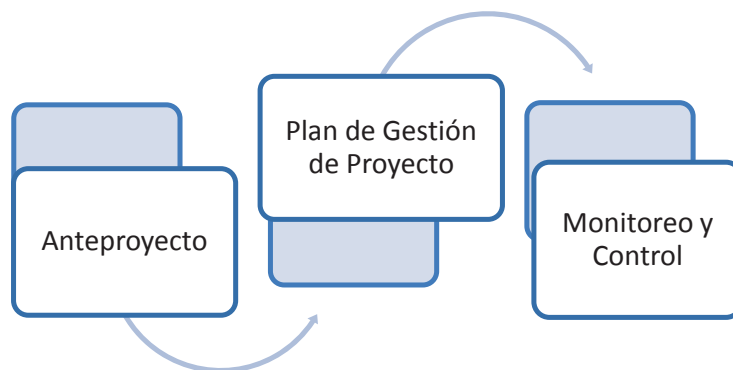 Anteproyecto
Plan de Gestión
de Proyecto
Monitoreo y
Control